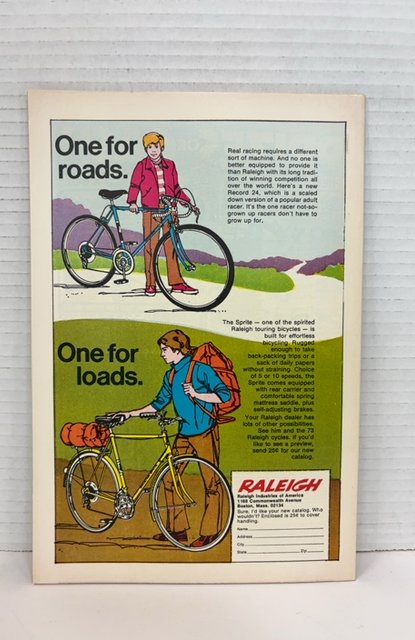 One for
roads.
Real racing requires a different
sort of machine. And no one is
better equipped to provide it
than Raleigh with its long tradi-
tion of winning competition all
over the world. Here's a new
Record 24, which is a scaled
down version of a popular adult
racer. It's the one racer not-so-
grown up racers don't have to
grow up for.
The Sprite — one of the spirited
Raleigh touring bicycles — is
built for effortless
bicycling. Rugged
enough to take
back-packing trips or a
sack of daily papers
without straining. Choice
of 5 or 10 speeds, the
Sprite comes equipped
with rear carrier and
comfortable spring
mattress saddle, plus
self-adjusting brakes.
Your Raleigh dealer has
lots of other possibilities.
See him and the 73
Raleigh cycles. If you'd
like to see a preview,
send 25¢ for our new
catalog.
One for
loads.
RALEIGH
Raleigh Industries of America
1168 Commonwealth Avenue
Boston, Mass. 02134
Sure, I'd like your new catalog. Who
wouldn't? Enclosed is 25¢ to cover
handling.
Name
Address
City
State Zip